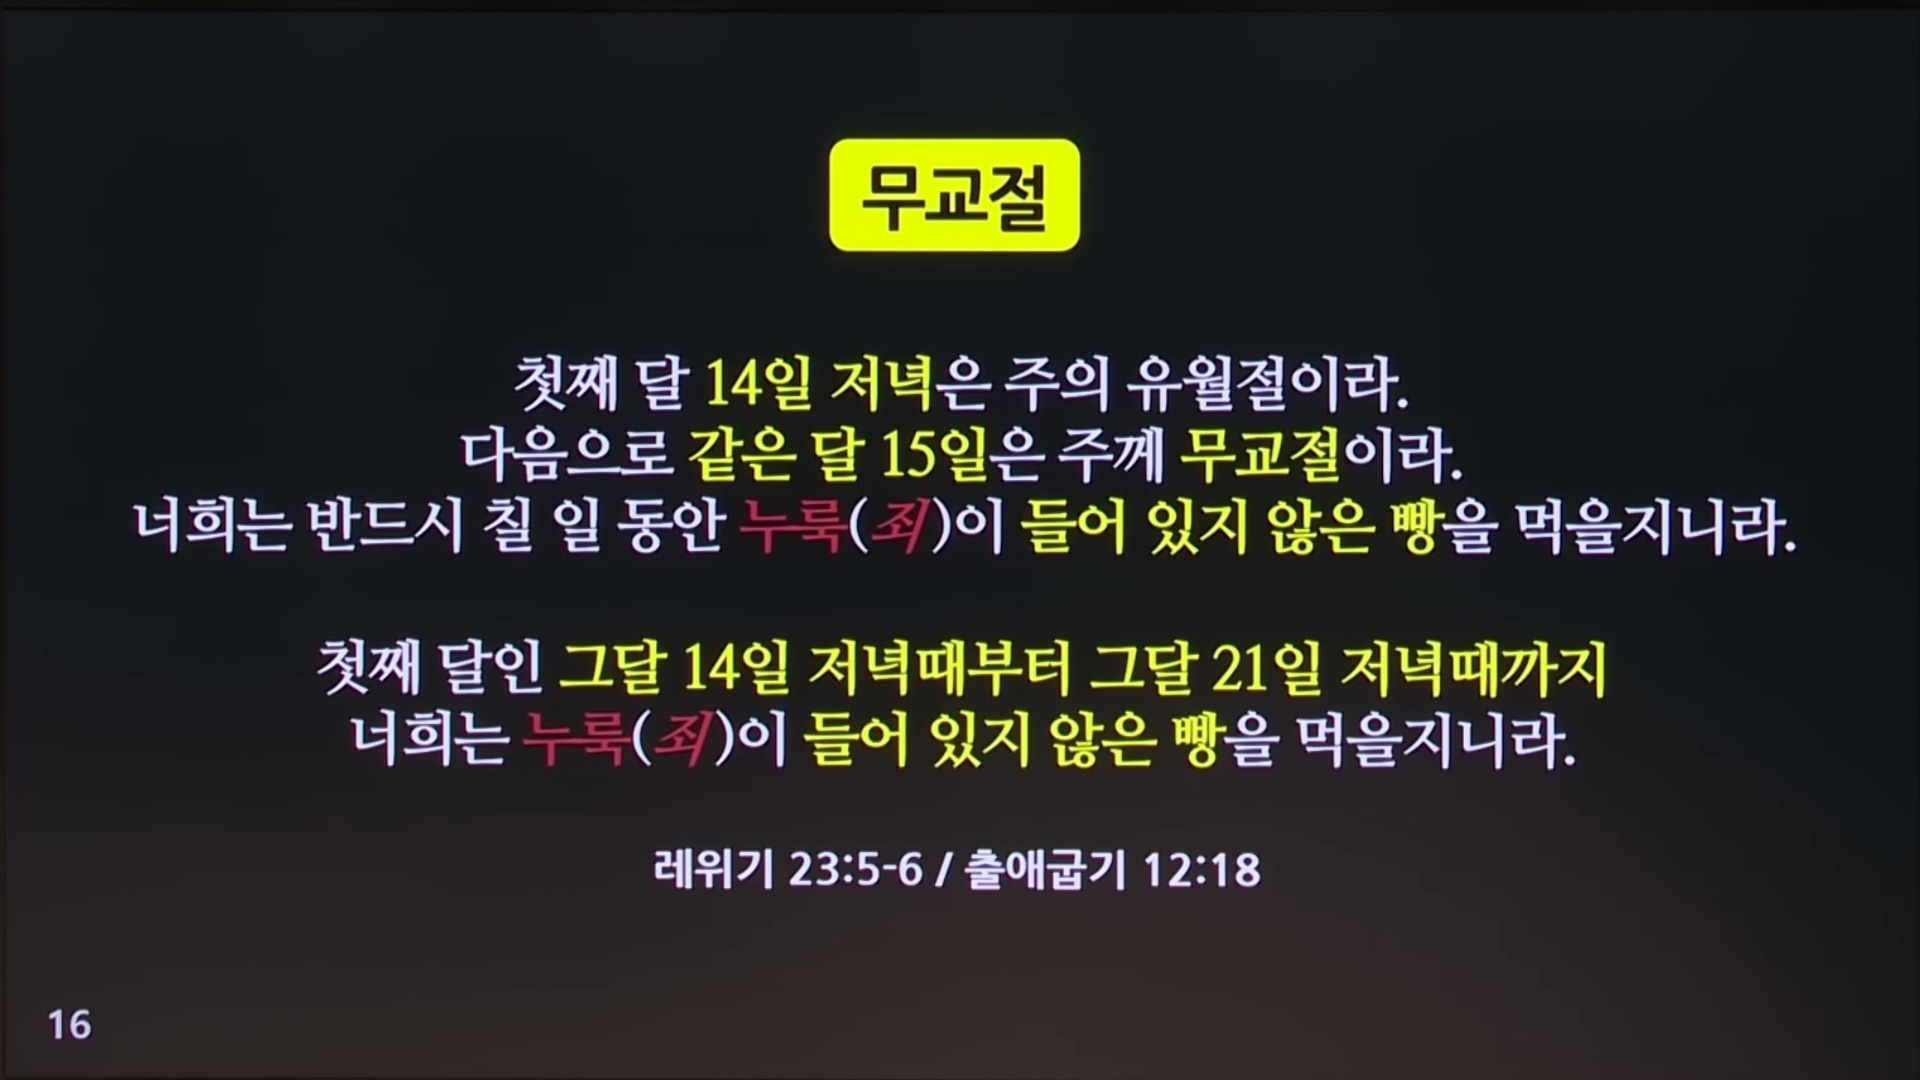 무교절
첫째 달 14일 저녁은 주의 유월절이라.
다음으로 같은 달 15일은 주께 무교절이라.
너희는 반드시 칠 일 동안 누룩(죄)이 들어 있지 않은 빵을 먹을지니라.
첫째 달인 그달 14일 저녁때부터 그달 21일 저녁때까지
너희는 누룩(죄)이 들어 있지 않은 빵을 먹을지니라.
레위기 23:5-6 / 출애굽기 12:18
16